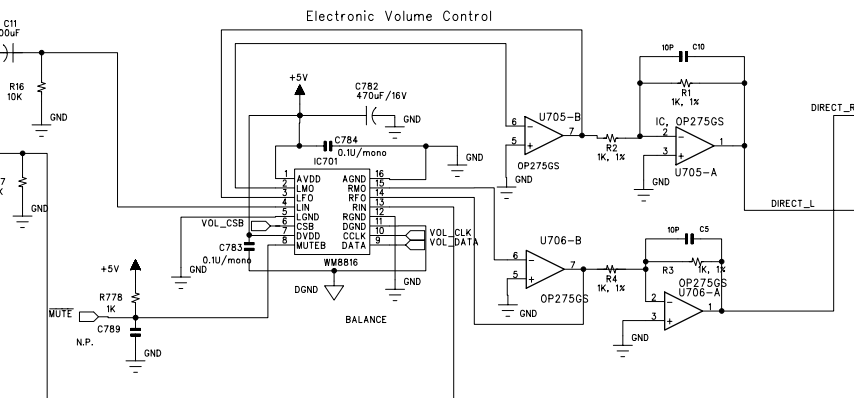 Electronic Volume Control
C11
00uF
R16
10K
GND
7
K
GND
+5V
C782
470uF/16V
GND
C784
0.1U/mono
GND
IC701
1 AVDD AGND 16
2 LMO RMO 15
3 LFO RFO 14
4 LIN RIN 13
5 LGND RGND 12
6 CSB DGND 11
7 DVDD CCLK 10
8 MUTEB DATA 9
WM8816
VOL_CSB
VOL_CLK
VOL_DATA
C783
0.1U/mono
GND
DGND
GND
BALANCE
+5V
R778
1K
MUTE
C789
N.P.
GND
6
5
7
U705-B
OP275GS
GND
R2
1K, 1%
10P C10
R1
1K, 1%
IC, OP275GS
2
3
1
U705-A
GND
DIRECT_R
DIRECT_L
6
5
7
U706-B
OP275GS
GND
R4
1K, 1%
10P C5
R3
1K, 1%
OP275GS
U706-A
2
3
1
GND